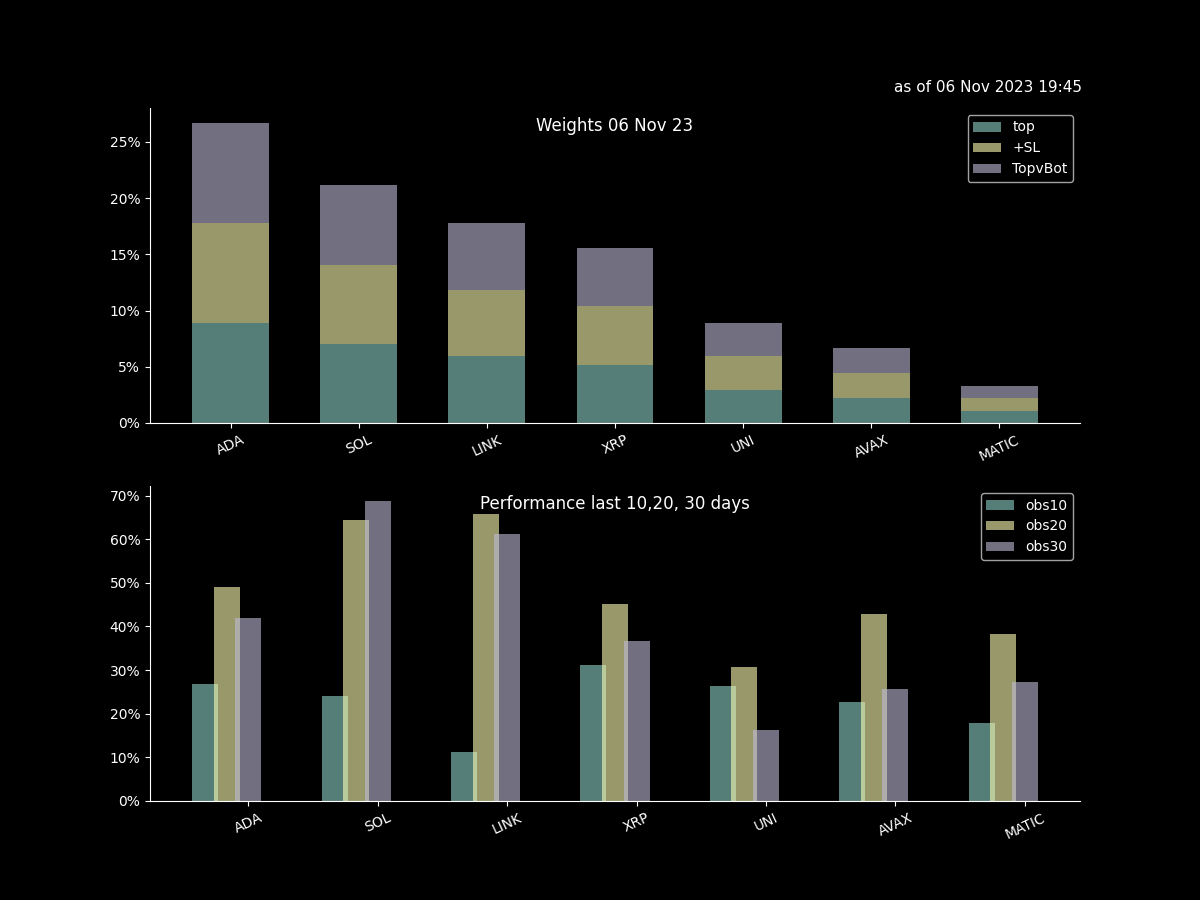 as of 06 Nov 2023 19:45
Weights 06 Nov 23
top
+SL
TopvBot
25%
20%
15%
10%
5%
0%
ADA SOL LINK XRP UNI AVAX MATIC
Performance last 10,20, 30 days
obs10
obs20
obs30
70%
60%
50%
40%
30%
20%
10%
0%
ADA SOL LINK XRP UNI AVAX MATIC